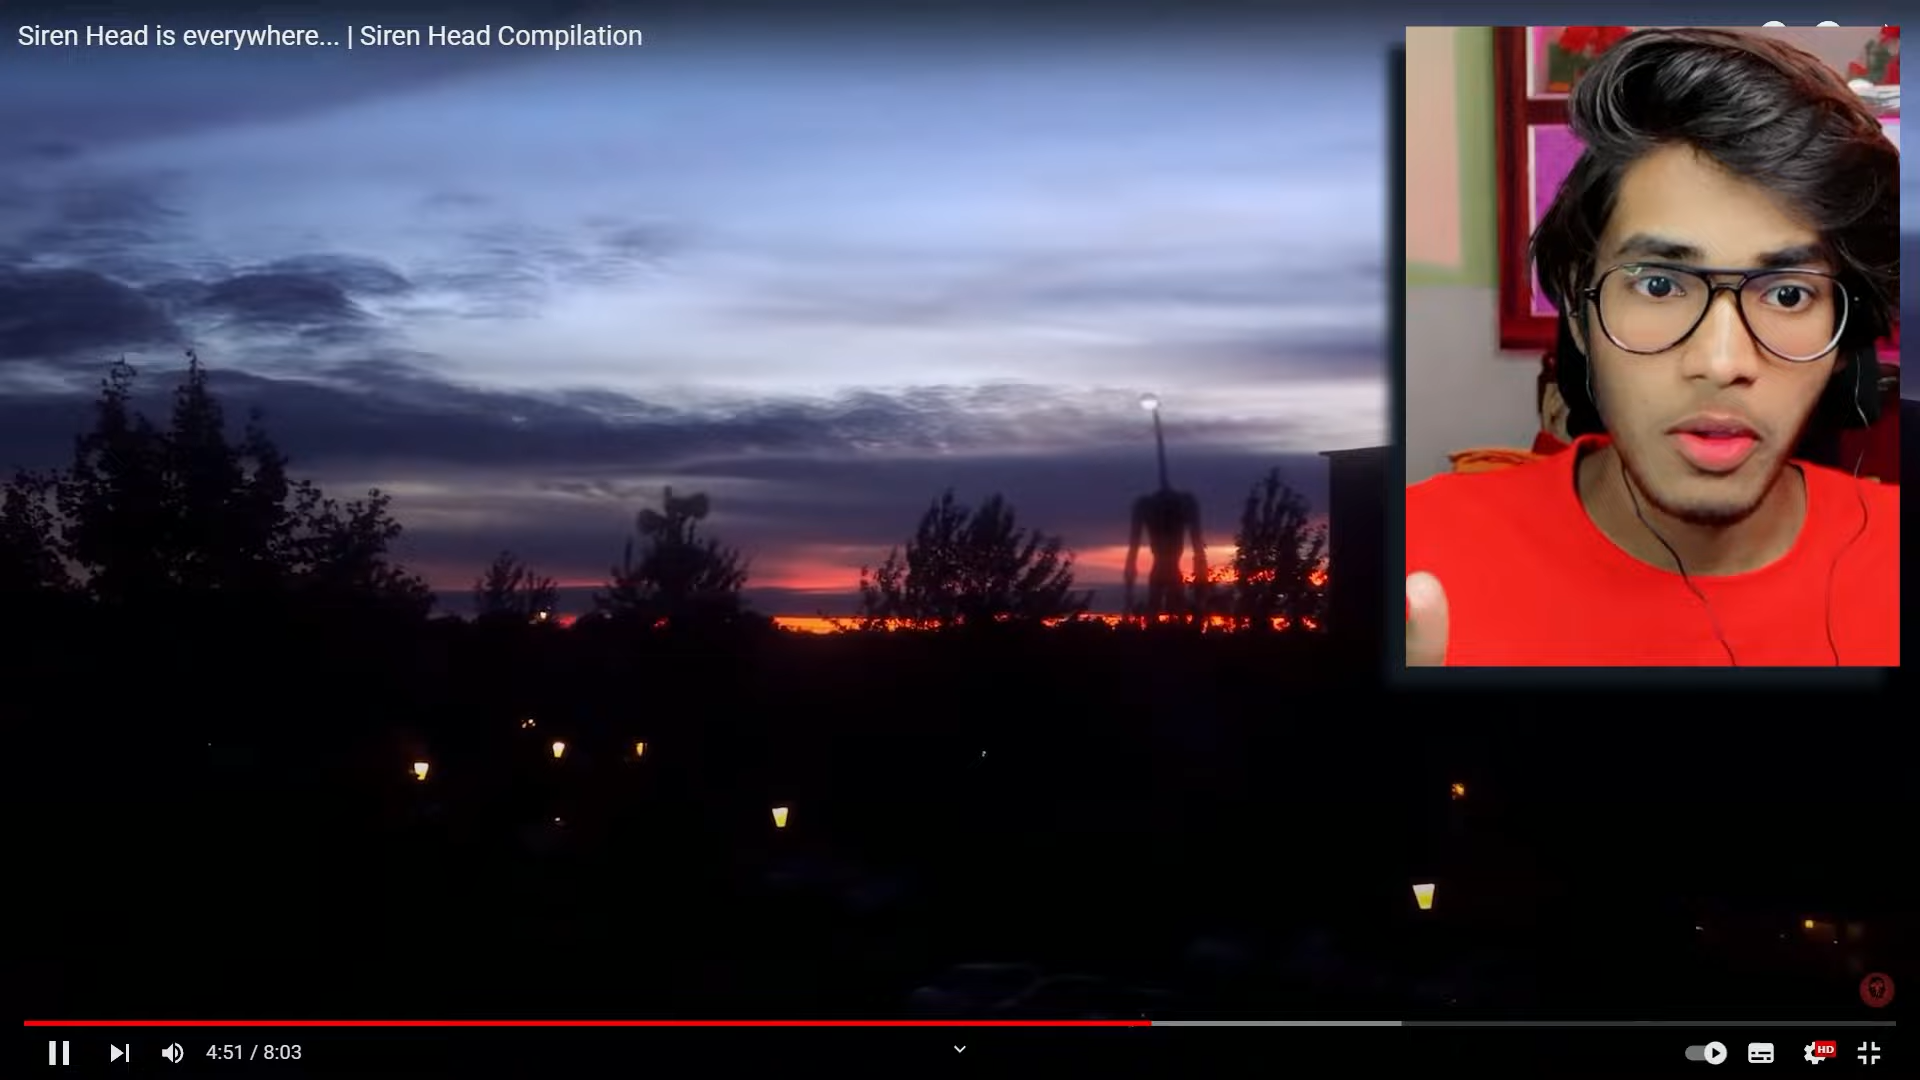 Siren Head is everywhere... | Siren Head Compilation
4:51 / 8:03
HD